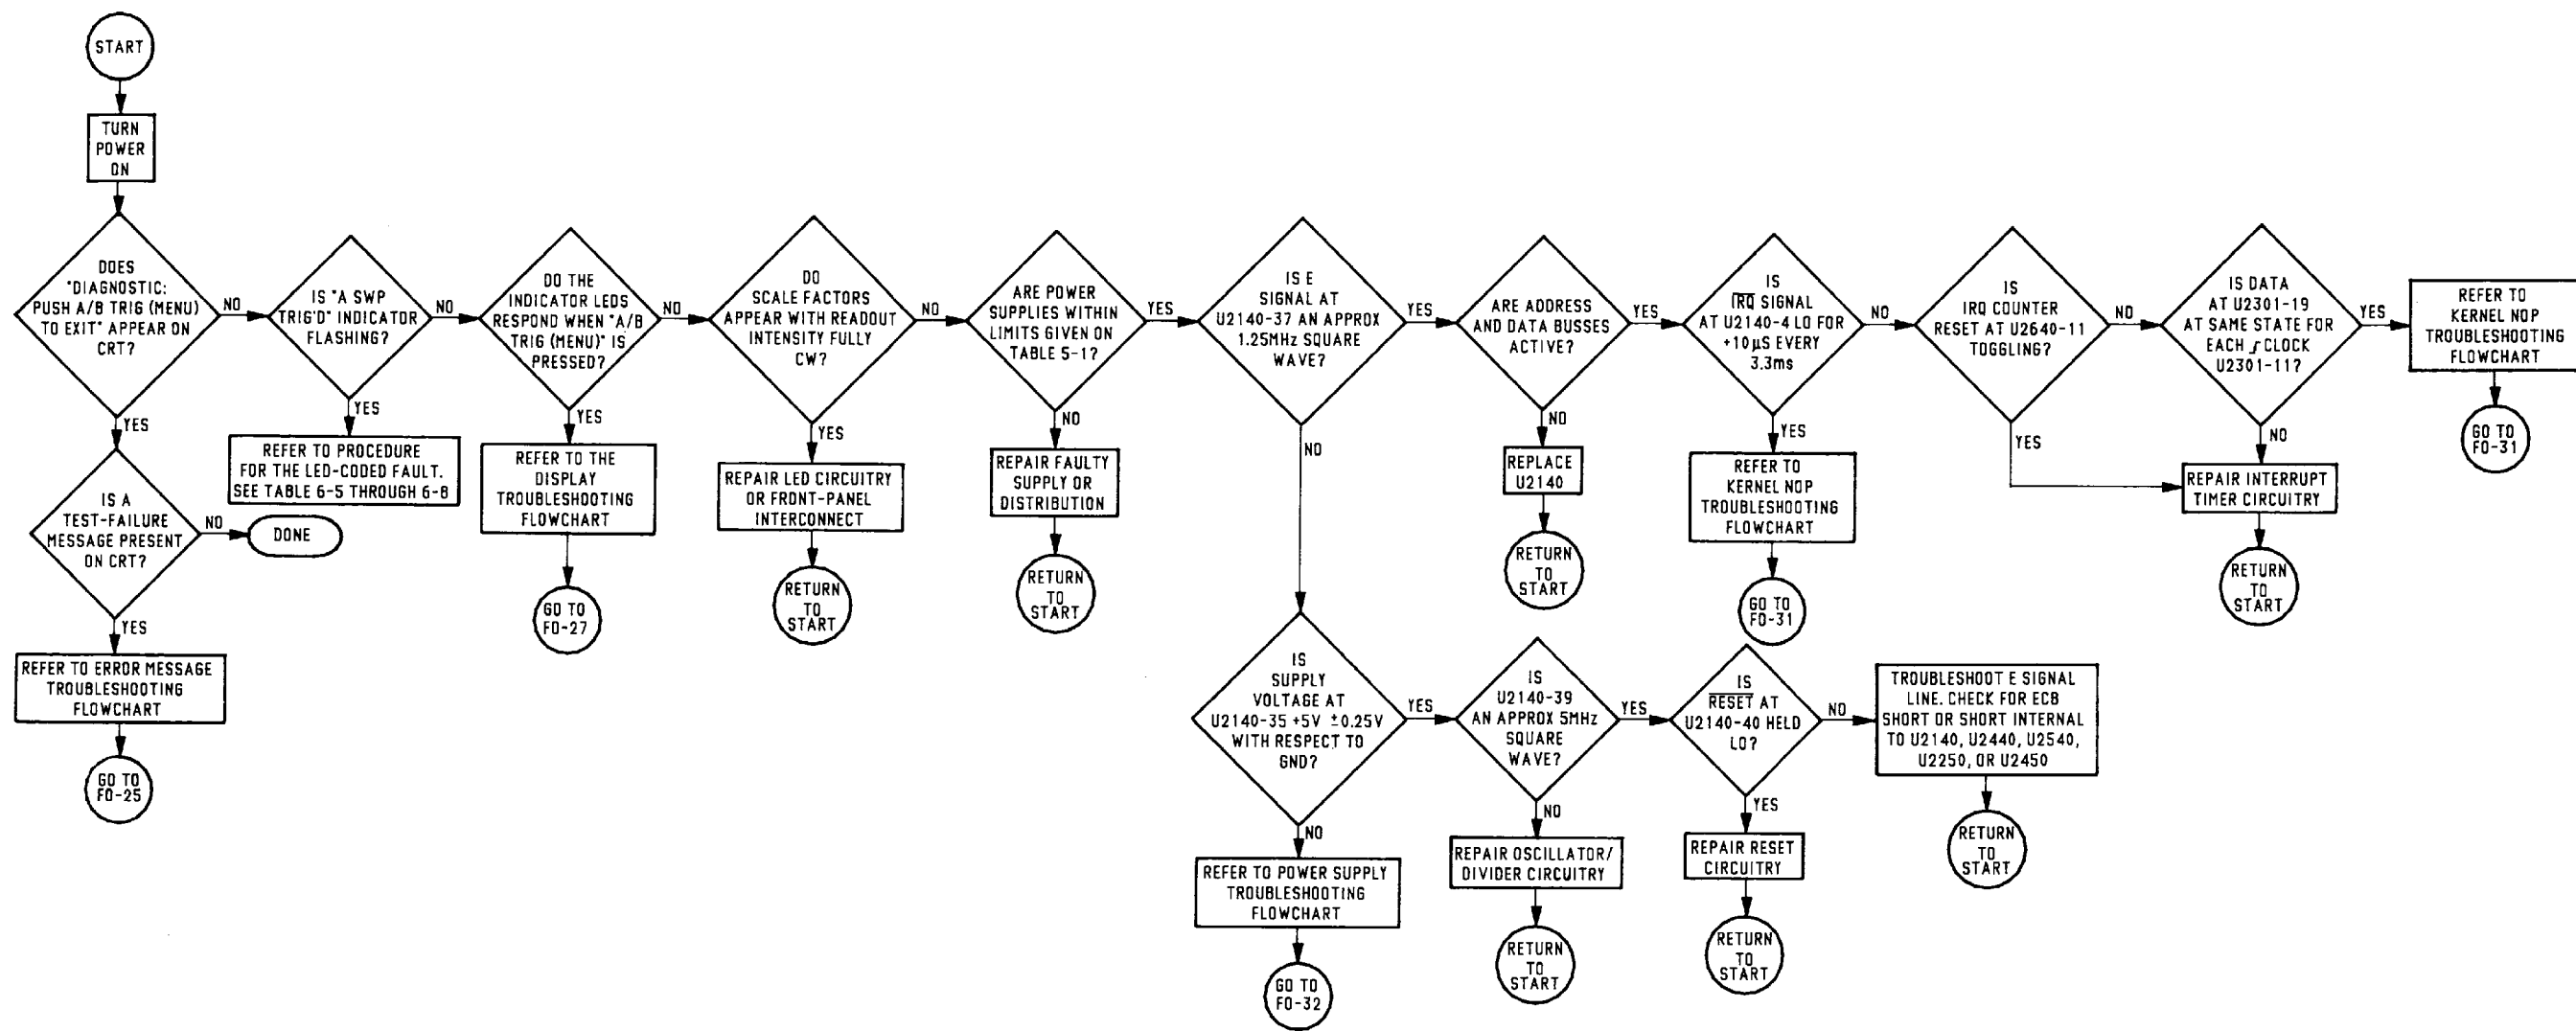 START
TURN
POWER
ON
DOES
"DIAGNOSTIC:
PUSH A/B TRIG (MENU)
TO EXIT" APPEAR ON
CRT?
NO
YES
IS A
TEST-FAILURE
MESSAGE PRESENT
ON CRT?
NO
DONE
YES
REFER TO ERROR MESSAGE
TROUBLESHOOTING
FLOWCHART
GO TO
FO-25
IS "A SWP
TRIG'D" INDICATOR
FLASHING?
NO
YES
REFER TO PROCEDURE
FOR THE LED-CODED FAULT.
SEE TABLE 6-5 THROUGH 6-8
DO THE
INDICATOR LEDS
RESPOND WHEN "A/B
TRIG (MENU)" IS
PRESSED?
NO
YES
REFER TO THE
DISPLAY
TROUBLESHOOTING
FLOWCHART
GO TO
FO-27
DO
SCALE FACTORS
APPEAR WITH READOUT
INTENSITY FULLY
CW?
NO
YES
REPAIR LED CIRCUITRY
OR FRONT-PANEL
INTERCONNECT
RETURN
TO
START
ARE POWER
SUPPLIES WITHIN
LIMITS GIVEN ON
TABLE 5-1?
YES
NO
REPAIR FAULTY
SUPPLY OR
DISTRIBUTION
RETURN
TO
START
IS E
SIGNAL AT
U2140-37 AN APPROX
1.25MHz SQUARE
WAVE?
YES
NO
ARE ADDRESS
AND DATA BUSSES
ACTIVE?
YES
NO
REPLACE
U2140
RETURN
TO
START
IS
IRQ SIGNAL
AT U2140-4 LO FOR
+10µS EVERY
3.3ms
NO
YES
REFER TO
KERNEL NOP
TROUBLESHOOTING
FLOWCHART
GO TO
FO-31
IS
IRQ COUNTER
RESET AT U2640-11
TOGGLING?
NO
YES
IS DATA
AT U2301-19
AT SAME STATE FOR
EACH ƒ CLOCK
U2301-11?
YES
NO
REPAIR INTERRUPT
TIMER CIRCUITRY
RETURN
TO
START
REFER TO
KERNEL NOP
TROUBLESHOOTING
FLOWCHART
GO TO
FO-31
IS
SUPPLY
VOLTAGE AT
U2140-35 +5V ±0.25V
WITH RESPECT TO
GND?
YES
NO
REFER TO POWER SUPPLY
TROUBLESHOOTING
FLOWCHART
GO TO
FO-32
IS
U2140-39
AN APPROX 5MHz
SQUARE
WAVE?
YES
NO
REPAIR OSCILLATOR/
DIVIDER CIRCUITRY
RETURN
TO
START
IS
RESET AT
U2140-40 HELD
LO?
NO
YES
REPAIR RESET
CIRCUITRY
RETURN
TO
START
TROUBLESHOOT E SIGNAL
LINE. CHECK FOR ECB
SHORT OR SHORT INTERNAL
TO U2140, U2440, U2540,
U2250, OR U2450
RETURN
TO
START